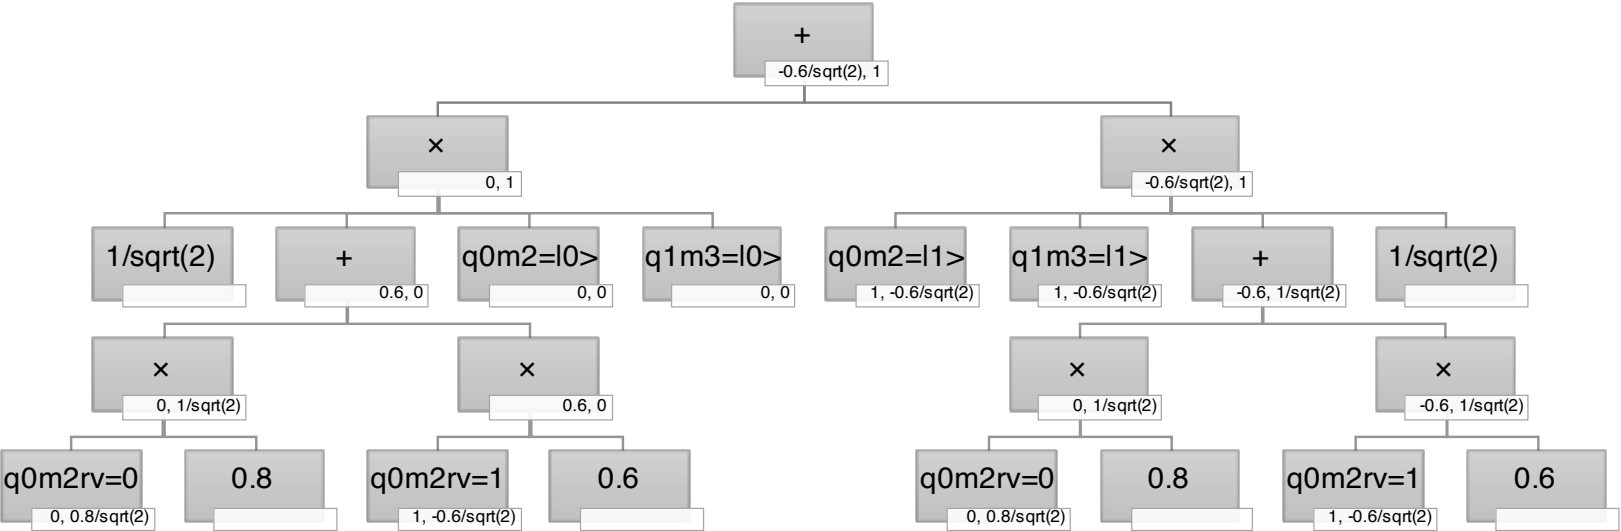 +
-0.6/sqrt(2), 1
×
0, 1
×
-0.6/sqrt(2), 1
1/sqrt(2)
+
0.6, 0
q0m2=|0>
0, 0
q1m3=|0>
0, 0
q0m2=|1>
1, -0.6/sqrt(2)
q1m3=|1>
1, -0.6/sqrt(2)
+
-0.6, 1/sqrt(2)
1/sqrt(2)
×
0, 1/sqrt(2)
×
0.6, 0
×
0, 1/sqrt(2)
×
-0.6, 1/sqrt(2)
q0m2rv=0
0, 0.8/sqrt(2)
0.8
q0m2rv=1
1, -0.6/sqrt(2)
0.6
q0m2rv=0
0, 0.8/sqrt(2)
0.8
q0m2rv=1
1, -0.6/sqrt(2)
0.6